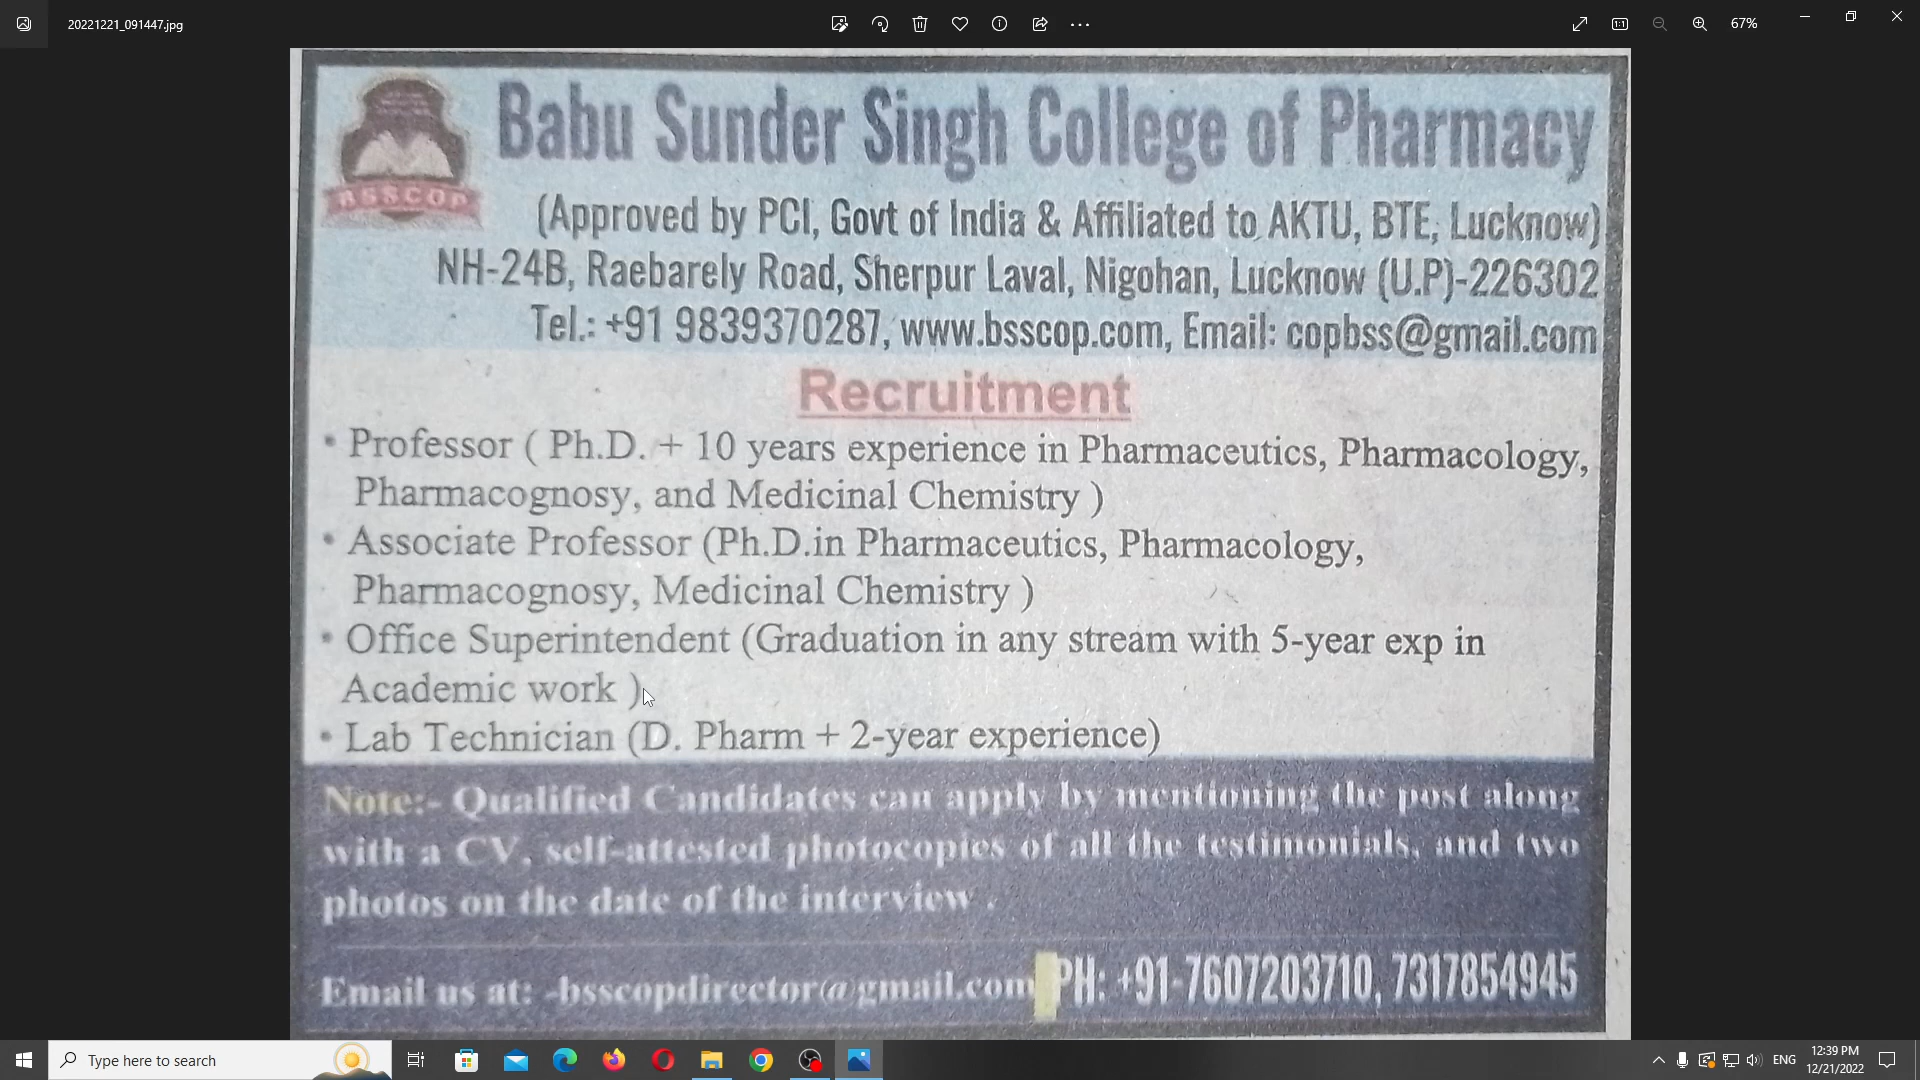 20221221_091447.jpg
67%
BSSCOP
Babu Sunder Singh College of Pharmacy
(Approved by PCI, Govt of India & Affiliated to AKTU, BTE, Lucknow)
NH-24B, Raebarely Road, Sherpur Laval, Nigohan, Lucknow (U.P)-226302
Tel.: +91 9839370287, www.bsscop.com, Email: copbss@gmail.com
Recruitment
• Professor ( Ph.D. + 10 years experience in Pharmaceutics, Pharmacology,
Pharmacognosy, and Medicinal Chemistry )
• Associate Professor (Ph.D.in Pharmaceutics, Pharmacology,
Pharmacognosy, Medicinal Chemistry )
• Office Superintendent (Graduation in any stream with 5-year exp in
Academic work )
• Lab Technician (D. Pharm + 2-year experience)
Note:- Qualified Candidates can apply by mentioning the post along
with a CV, self-attested photocopies of all the testimonials, and two
photos on the date of the interview .
Email us at: -bsscopdirector@gmail.com PH: +91-7607203710, 7317854945
Type here to search
ENG
12:39 PM
12/21/2022